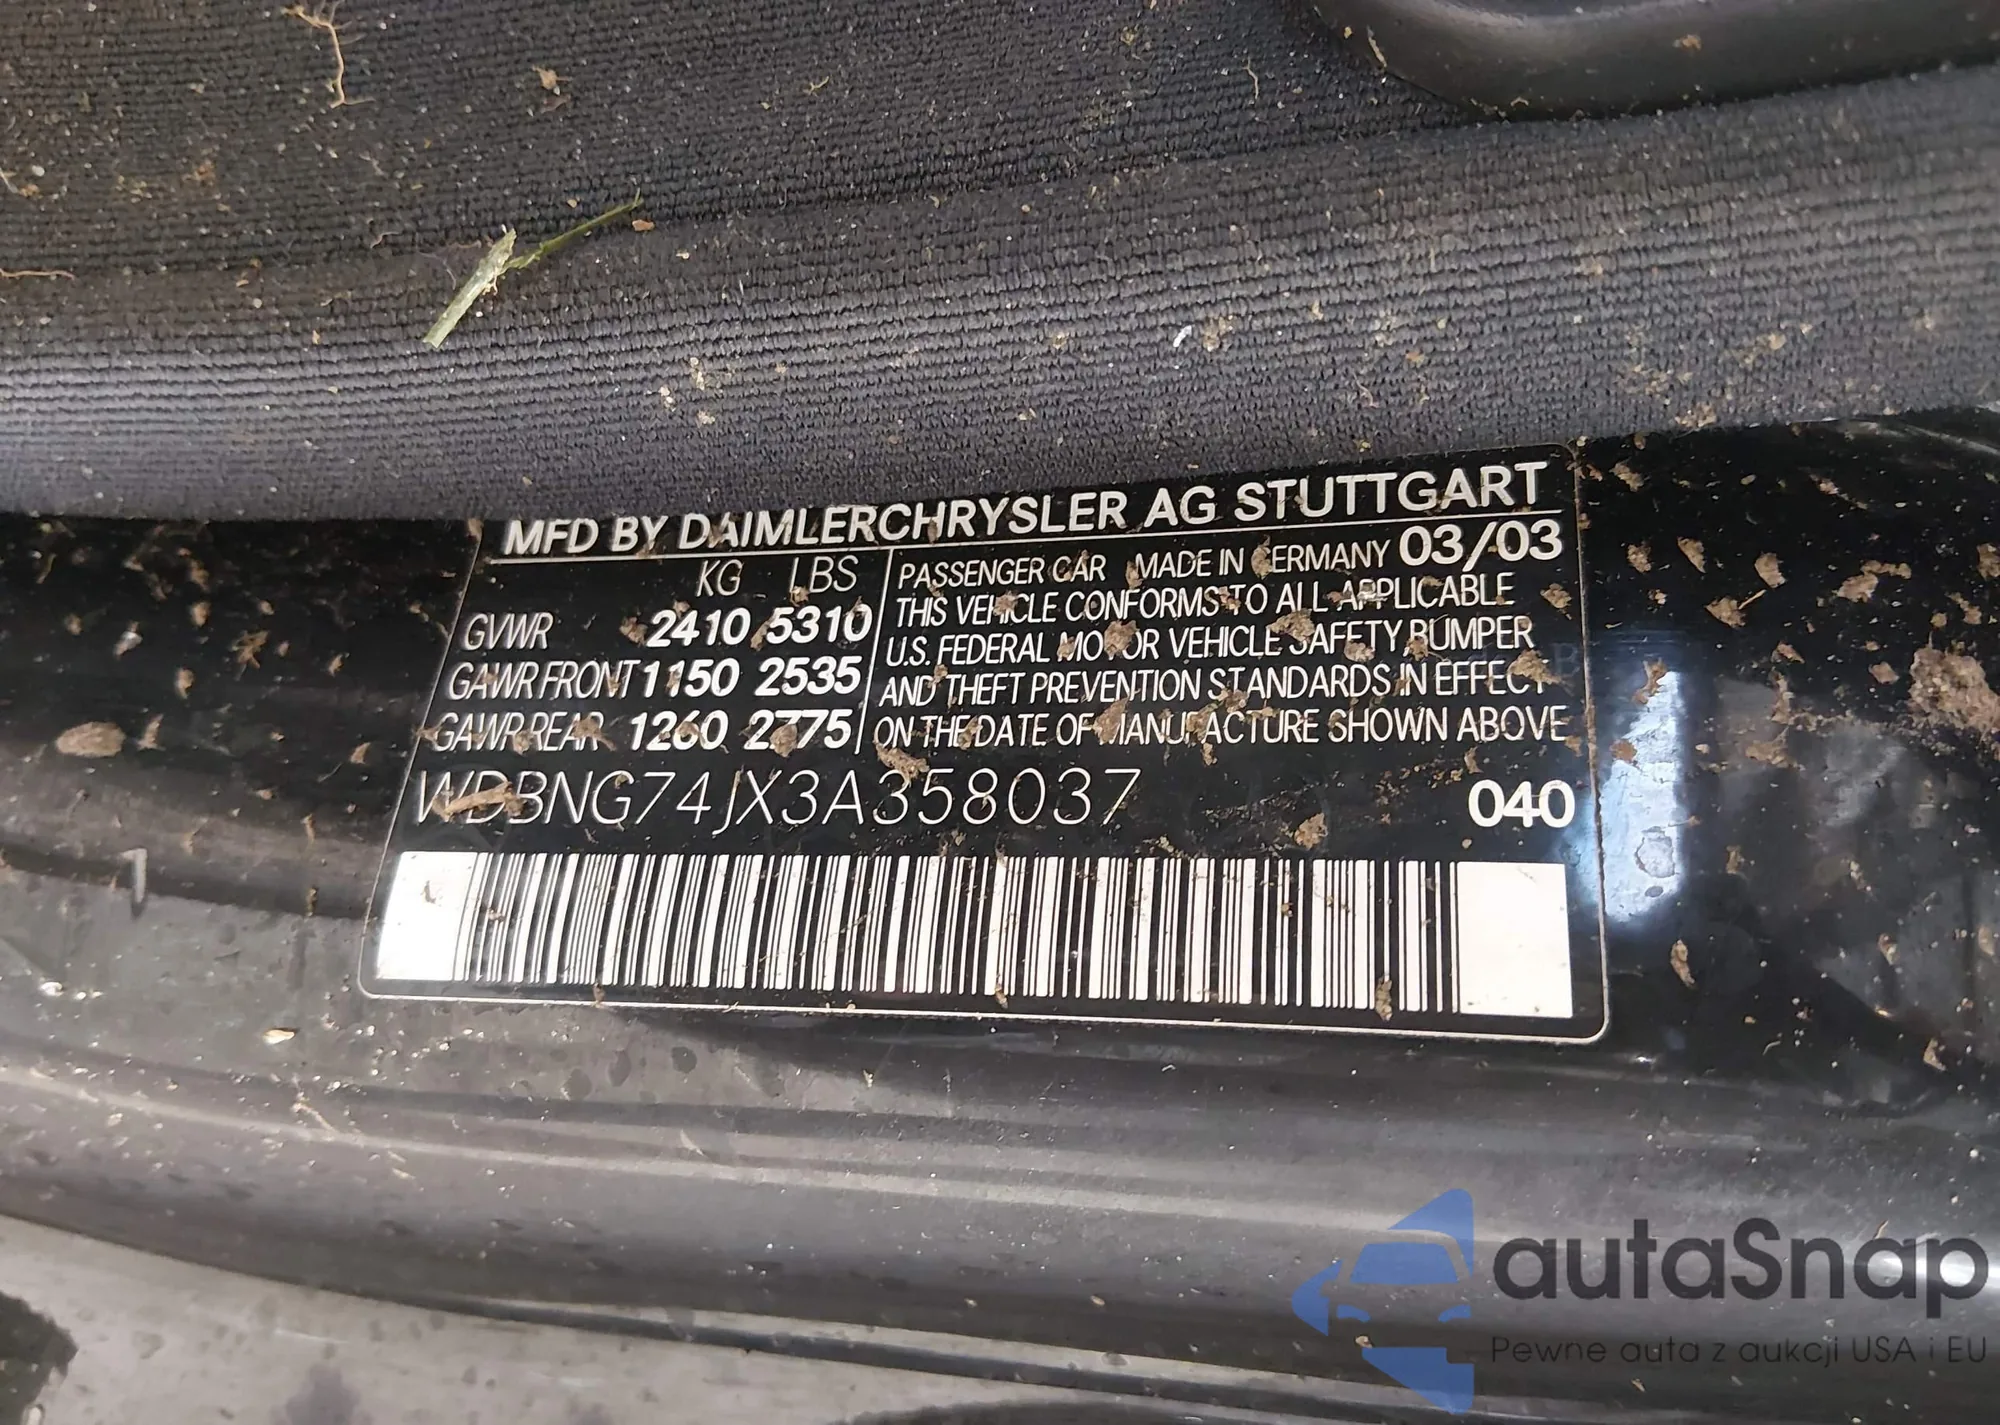 MFD BY DAIMLERCHRYSLER AG STUTTGART
KG LBS
GVWR 2410 5310
GAWR FRONT 1150 2535
GAWR REAR 1260 2775
PASSENGER CAR MADE IN GERMANY 03/03
THIS VEHICLE CONFORMS TO ALL APPLICABLE
U.S. FEDERAL MOTOR VEHICLE SAFETY, BUMPER
AND THEFT PREVENTION STANDARDS IN EFFECT
ON THE DATE OF MANUFACTURE SHOWN ABOVE
WDBNG74JX3A358037
040
autaSnap
Pewne auta z aukcji USA i EU